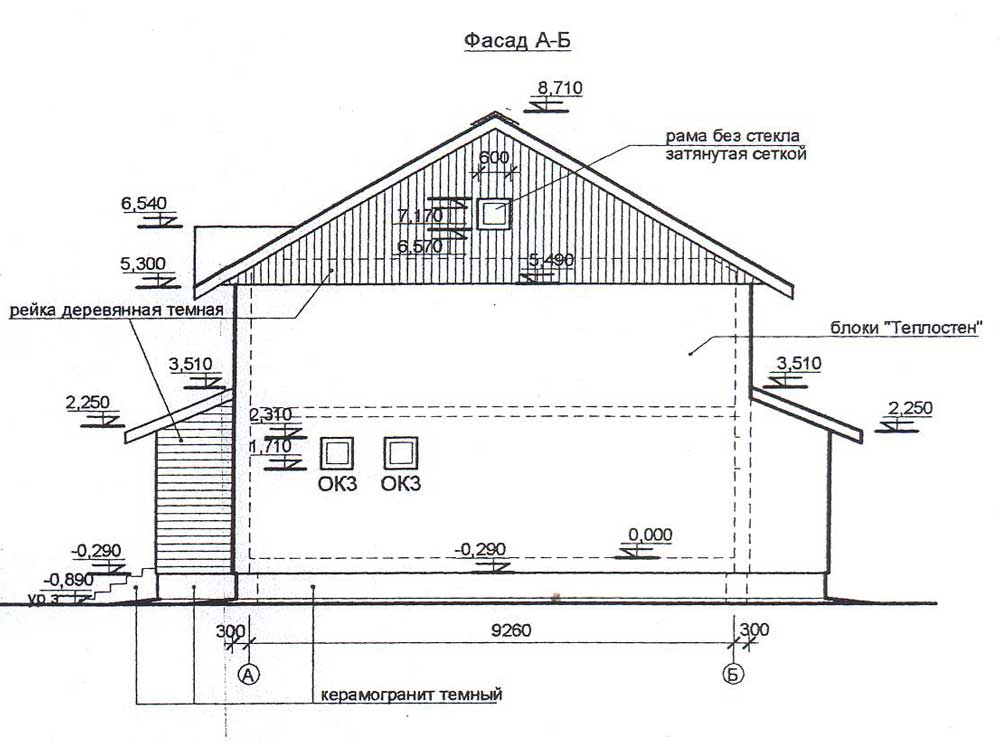 Фасад А-Б
8,710
рама без стекла
затянутая сеткой
600
6,540
7,170
6,570
5,300
5,490
рейка деревянная темная
блоки "Теплостен"
3,510
3,510
2,250
2,250
2,310
1,710
ОК3
ОК3
-0,290
-0,290
0,000
-0,890
ур.з
300
9260
300
А
Б
керамогранит темный